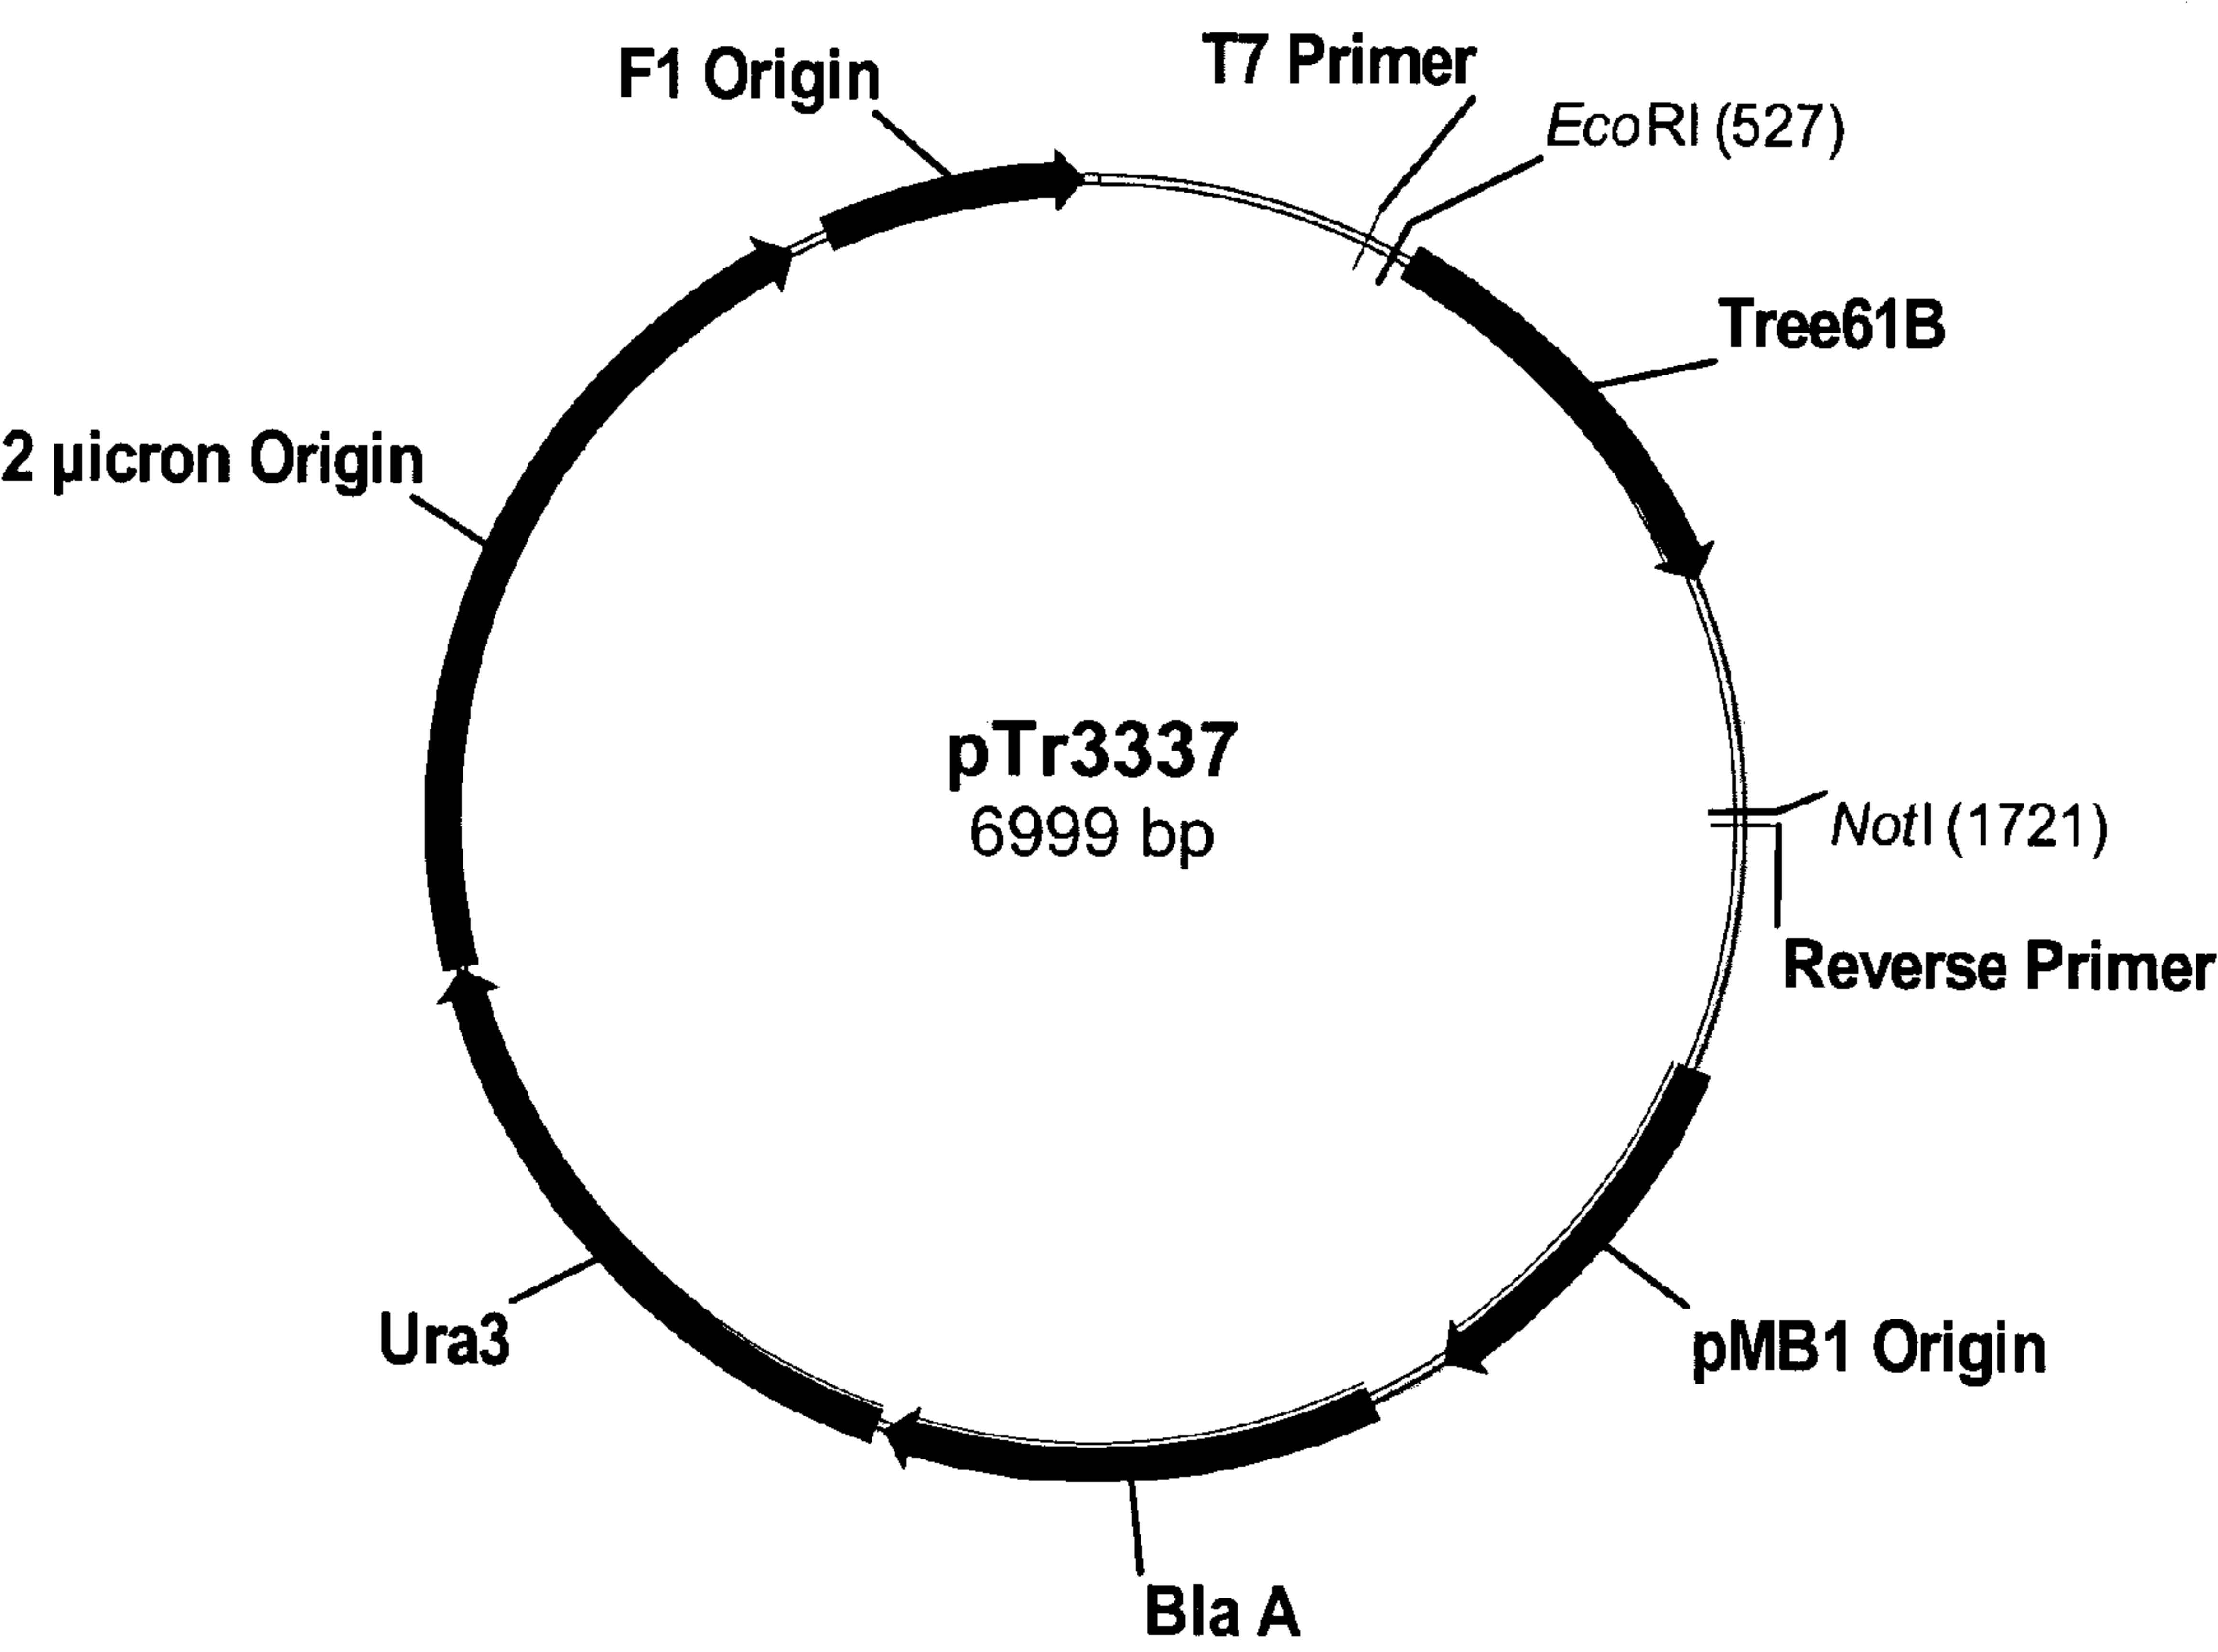 F1 Origin
T7 Primer
EcoRI (527)
Tree61B
2 µicron Origin
pTr3337
6999 bp
NotI (1721)
Reverse Primer
Ura3
pMB1 Origin
Bla A